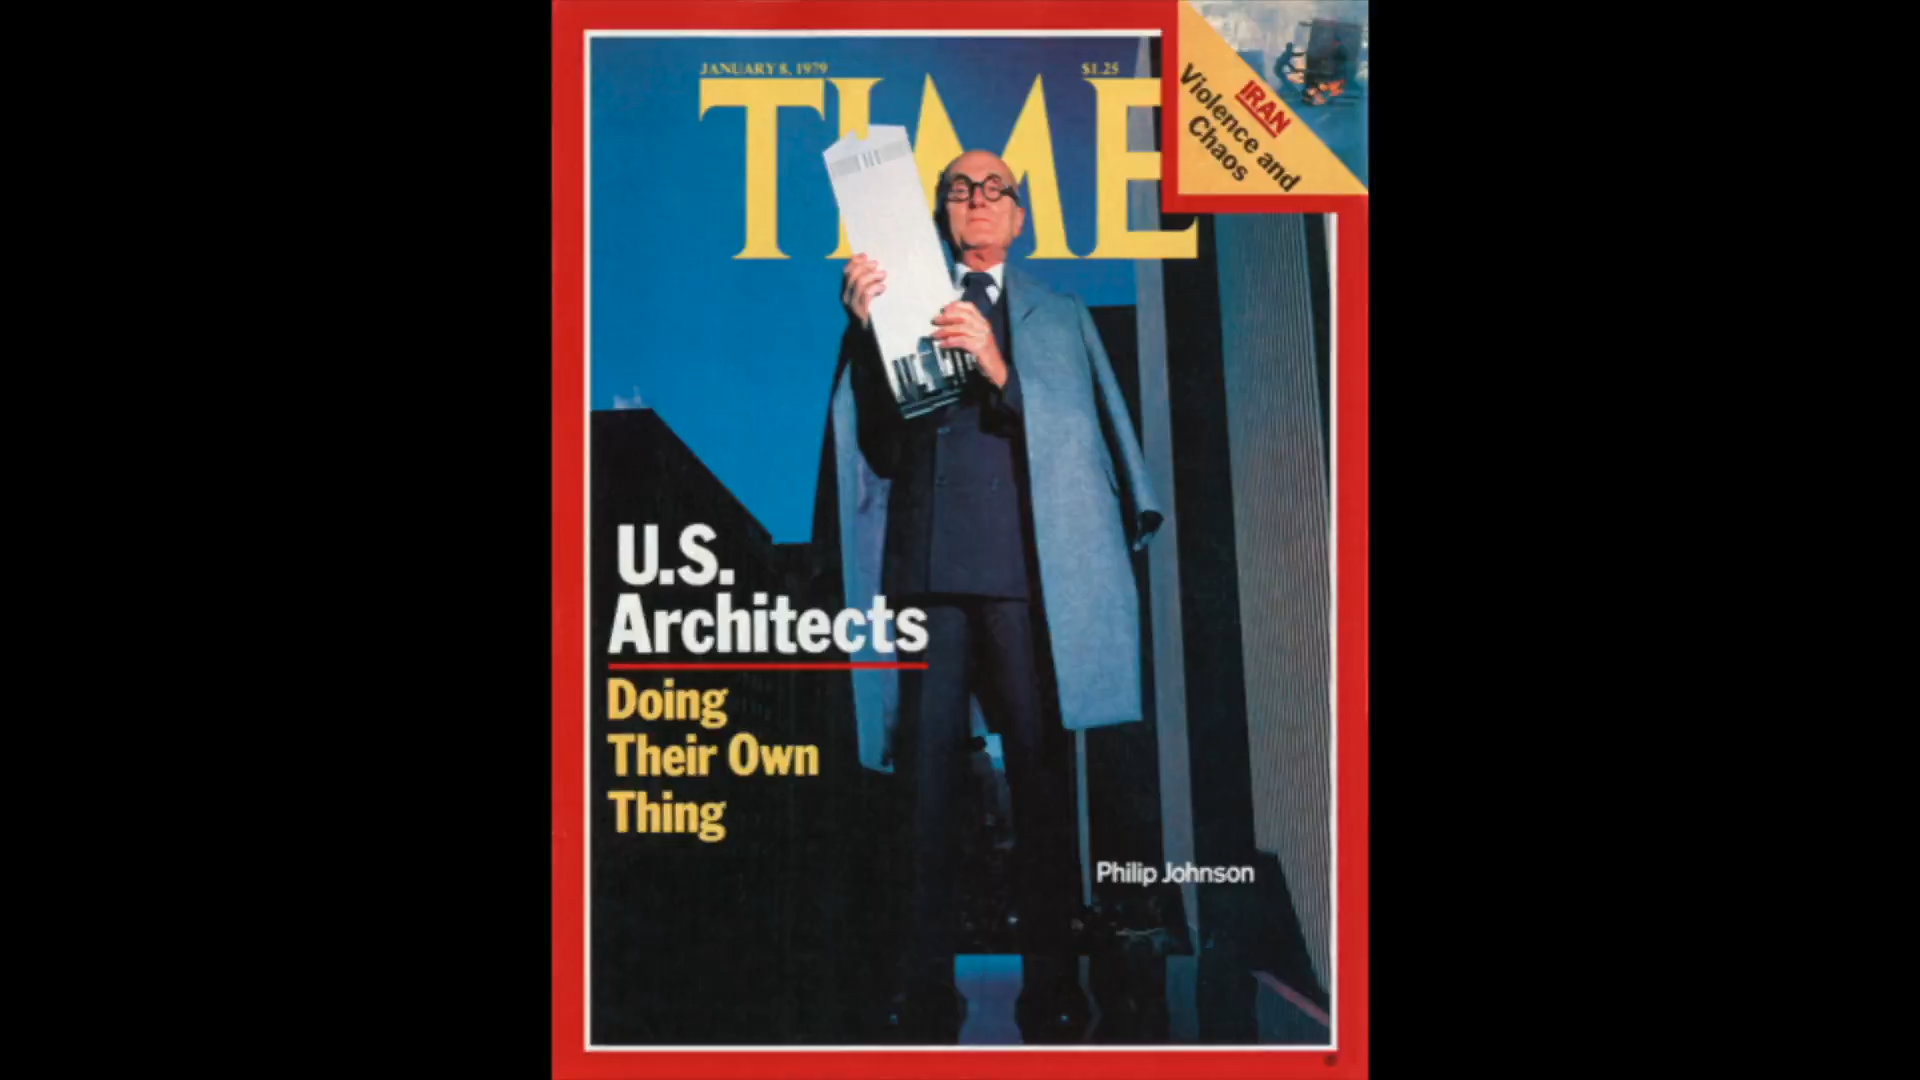 JANUARY 8, 1979
$1.25
TIME
IRAN
Violence and
Chaos
U.S.
Architects
Doing
Their Own
Thing
Philip Johnson